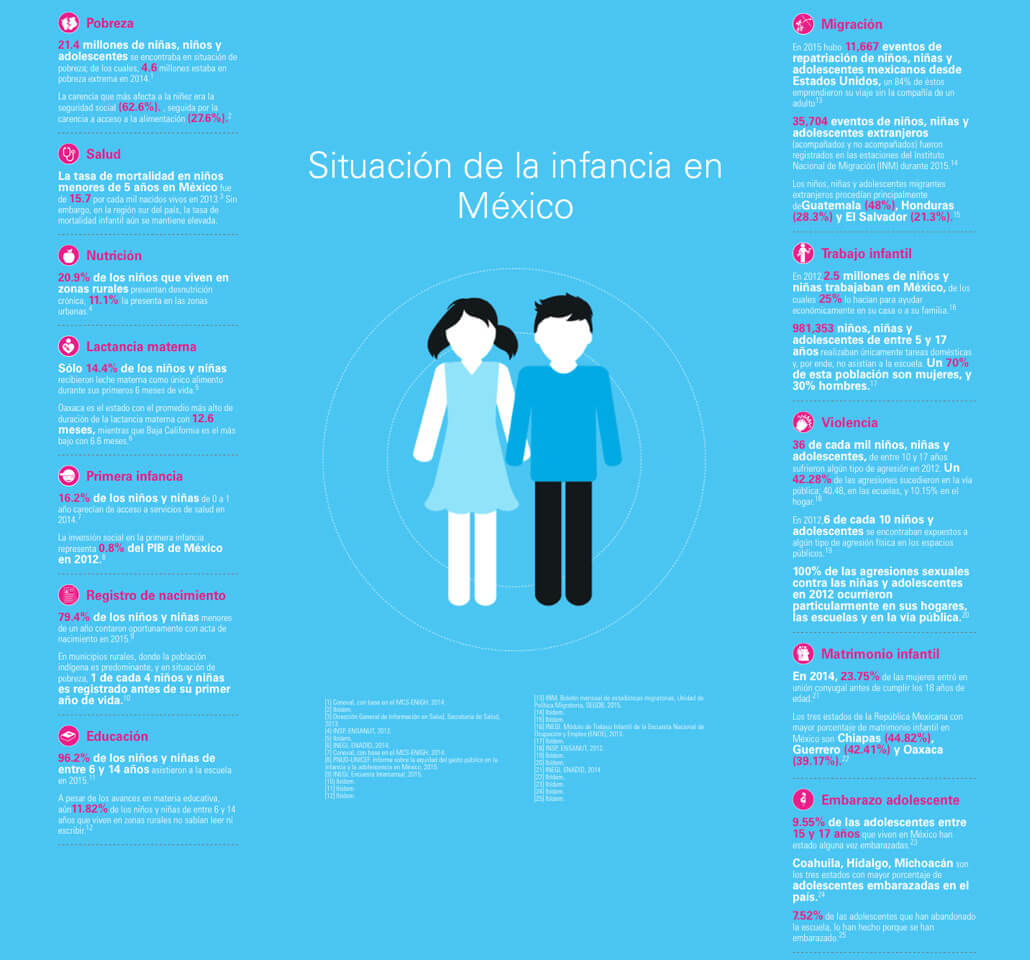 Pobreza
21.4 millones de niñas, niños y
adolescentes se encontraba en situación de
pobreza; de los cuales, 4.6 millones estaba en
pobreza extrema en 2014.1
La carencia que más afecta a la niñez era la
seguridad social (62.6%). , seguida por la
carencia a acceso a la alimentación (27.6%).2
Salud
La tasa de mortalidad en niños
menores de 5 años en México fue
de 15.7 por cada mil nacidos vivos en 2013.3 Sin
embargo, en la región sur del país, la tasa de
mortalidad infantil aún se mantiene elevada.
Nutrición
20.9% de los niños que viven en
zonas rurales presentan desnutrición
crónica; 11.1% la presenta en las zonas
urbanas.4
Lactancia materna
Sólo 14.4% de los niños y niñas
recibieron leche materna como único alimento
durante sus primeros 6 meses de vida.5
Oaxaca es el estado con el promedio más alto de
duración de la lactancia materna con 12.6
meses, mientras que Baja California es el más
bajo con 6.6 meses.6
Primera infancia
16.2% de los niños y niñas de 0 a 1
año carecían de acceso a servicios de salud en
2014.7
La inversión social en la primera infancia
representa 0.8% del PIB de México
en 2012.8
Registro de nacimiento
79.4% de los niños y niñas menores
de un año contaron oportunamente con acta de
nacimiento en 2015.9
En municipios rurales, donde la población
indígena es predominante, y en situación de
pobreza, 1 de cada 4 niños y niñas
es registrado antes de su primer
año de vida.10
Educación
96.2% de los niños y niñas de
entre 6 y 14 años asistieron a la escuela
en 2015.11
A pesar de los avances en materia educativa,
aún11.82% de los niños y niñas de entre 6 y 14
años que viven en zonas rurales no sabían leer ni
escribir.12
Situación de la infancia en
México
[1] Coneval, con base en el MCS-ENIGH, 2014
[2] Ibídem.
[3] Dirección General de Información en Salud, Secretaría de Salud,
2013.
[4] INSP, ENSANUT, 2012.
[5] Ibídem.
[6] INEGI, ENADID, 2014.
[7] Coneval, con base en el MCS-ENIGH, 2014.
[8] PNUD-UNICEF. Informe sobre la equidad del gasto público en la
infancia y la adolescencia en México, 2015.
[9] INEGI, Encuesta Intercensal, 2015.
[10] Ibídem.
[11] Ibídem.
[12] Ibídem.
[13] INM. Boletín mensual de estadísticas migratorias, Unidad de
Política Migratoria, SEGOB, 2015.
[14] Ibídem.
[15] Ibídem.
[16] INEGI. Módulo de Trabajo Infantil de la Encuesta Nacional de
Ocupación y Empleo (ENOE), 2013.
[17] Ibídem.
[18] INSP, ENSANUT, 2012.
[19] Ibídem.
[20] Ibídem.
[21] INEGI, ENADID, 2014
[22] Ibídem.
[23] Ibídem.
[24] Ibídem.
[25] Ibídem.
Migración
En 2015 hubo 11,667 eventos de
repatriación de niños, niñas y
adolescentes mexicanos desde
Estados Unidos, un 84% de éstos
emprendieron su viaje sin la compañía de un
adulto13
35,704 eventos de niños, niñas y
adolescentes extranjeros
(acompañados y no acompañados) fueron
registrados en las estaciones del Instituto
Nacional de Migración (INM) durante 2015.14
Los niños, niñas y adolescentes migrantes
extranjeros procedían principalmente
deGuatemala (48%), Honduras
(28.3%) y El Salvador (21.3%).15
Trabajo infantil
En 2012,2.5 millones de niños y
niñas trabajaban en México, de los
cuales 25% lo hacían para ayudar
económicamente en su casa o a su familia.16
981,353 niños, niñas y
adolescentes de entre 5 y 17
años realizaban únicamente tareas domésticas
y, por ende, no asistían a la escuela. Un 70%
de esta población son mujeres, y
30% hombres.17
Violencia
36 de cada mil niños, niñas y
adolescentes, de entre 10 y 17 años
sufrieron algún tipo de agresión en 2012. Un
42.28% de las agresiones sucedieron en la vía
pública; 40.48, en las ecuelas, y 10.15% en el
hogar.18
En 2012,6 de cada 10 niños y
adolescentes se encontraban expuestos a
algún tipo de agresión física en los espacios
públicos.19
100% de las agresiones sexuales
contra las niñas y adolescentes
en 2012 ocurrieron
particularmente en sus hogares,
las escuelas y en la vía pública.20
Matrimonio infantil
En 2014, 23.75% de las mujeres entró en
unión conyugal antes de cumplir los 18 años de
edad.21
Los tres estados de la República Mexicana con
mayor porcentaje de matrimonio infantil en
México son Chiapas (44.82%),
Guerrero (42.41%) y Oaxaca
(39.17%).22
Embarazo adolescente
9.55% de las adolescentes entre
15 y 17 años que viven en México han
estado alguna vez embarazadas.23
Coahuila, Hidalgo, Michoacán son
los tres estados con mayor porcentaje de
adolescentes embarazadas en el
país.24
7.52% de las adolescentes que han abandonado
la escuela, lo han hecho porque se han
embarazado.25